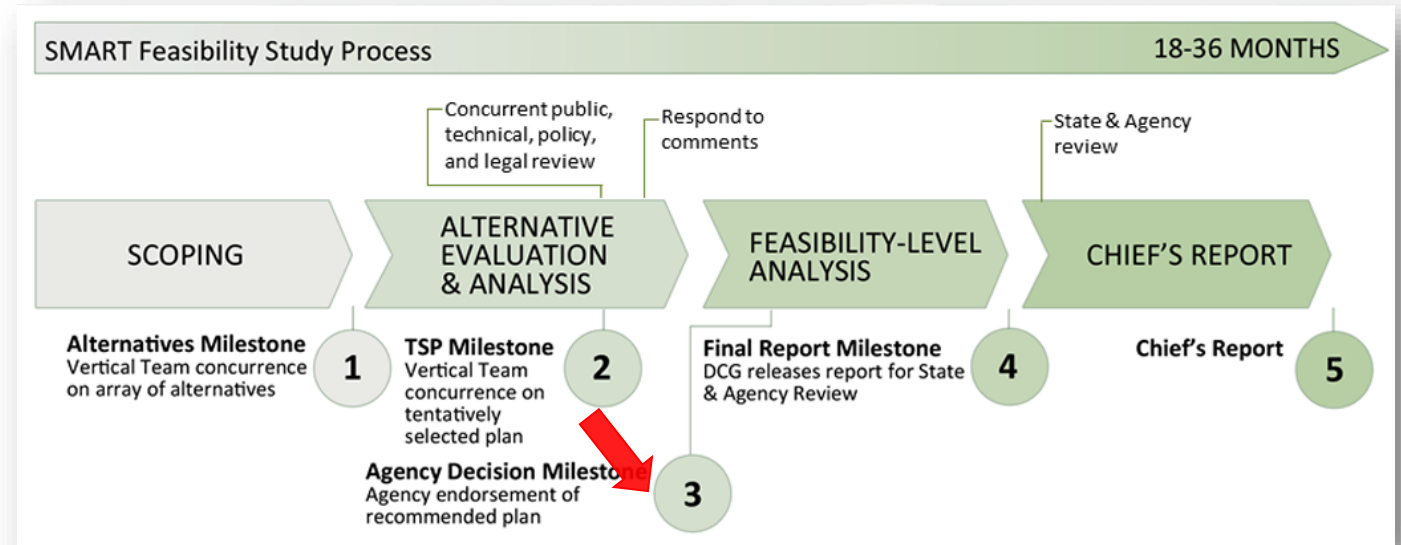 SMART Feasibility Study Process
18-36 MONTHS
Concurrent public,
technical, policy,
and legal review
Respond to
comments
State & Agency
review
SCOPING
ALTERNATIVE
EVALUATION
& ANALYSIS
FEASIBILITY-LEVEL
ANALYSIS
CHIEF'S REPORT
Alternatives Milestone
Vertical Team concurrence
on array of alternatives
1
TSP Milestone
Vertical Team
concurrence on
tentatively
selected plan
2
Agency Decision Milestone
Agency endorsement of
recommended plan
3
Final Report Milestone
DCG releases report for State
& Agency Review
4
Chief's Report
5